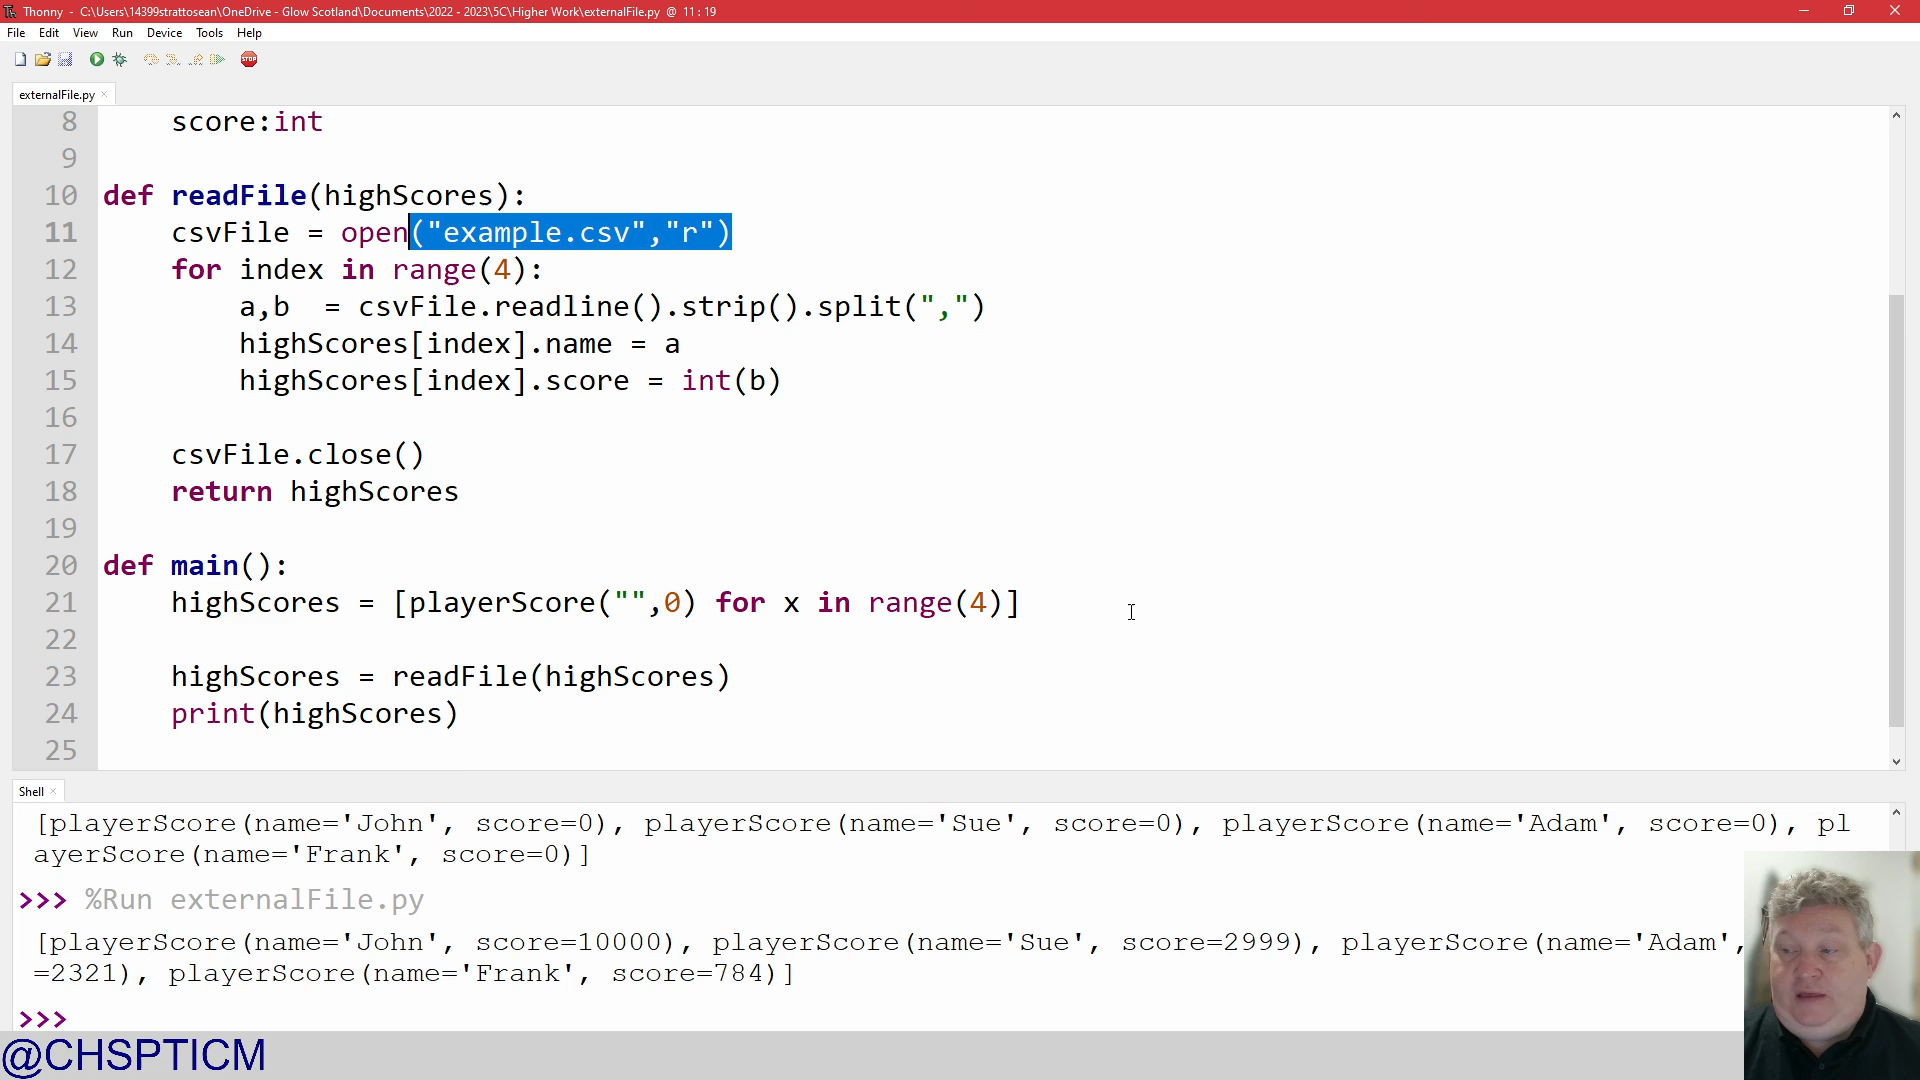 Thonny - C:\Users\14399strattosean\OneDrive - Glow Scotland\Documents\2022 - 2023\5C\Higher Work\externalFile.py @ 11 : 19
File Edit View Run Device Tools Help
STOP
externalFile.py ×
8 score:int
9
10 def readFile(highScores):
11 csvFile = open("example.csv","r")
12 for index in range(4):
13 a,b  = csvFile.readline().strip().split(",")
14 highScores[index].name = a
15 highScores[index].score = int(b)
16
17 csvFile.close()
18 return highScores
19
20 def main():
21 highScores = [playerScore("",0) for x in range(4)]
22
23 highScores = readFile(highScores)
24 print(highScores)
25
Shell ×
[playerScore(name='John', score=0), playerScore(name='Sue', score=0), playerScore(name='Adam', score=0), pl
ayerScore(name='Frank', score=0)]
>>> %Run externalFile.py
[playerScore(name='John', score=10000), playerScore(name='Sue', score=2999), playerScore(name='Adam',
=2321), playerScore(name='Frank', score=784)]
>>>
@CHSPTICM